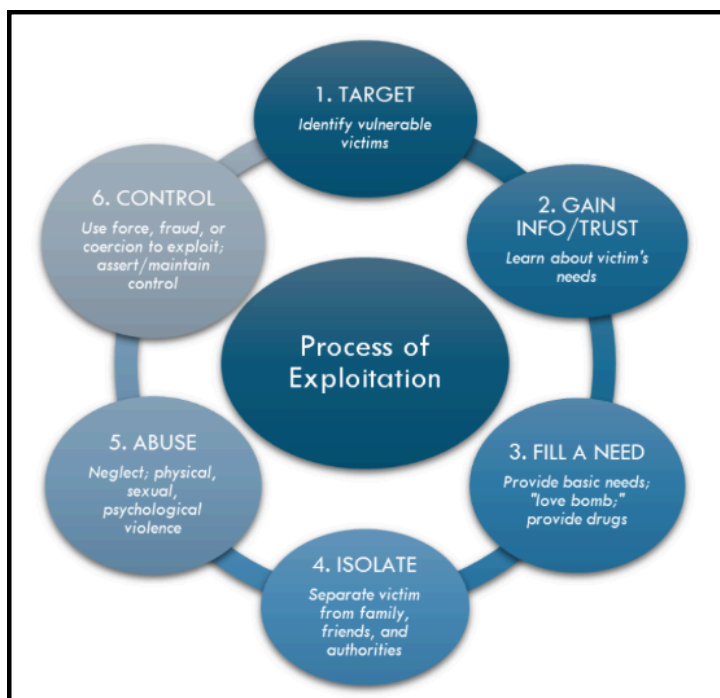 1. TARGET
Identify vulnerable
victims
2. GAIN
INFO/TRUST
Learn about victim's
needs
3. FILL A NEED
Provide basic needs;
"love bomb;"
provide drugs
4. ISOLATE
Separate victim
from family,
friends, and
authorities
5. ABUSE
Neglect; physical,
sexual,
psychological
violence
6. CONTROL
Use force, fraud, or
coercion to exploit;
assert/maintain
control
Process of
Exploitation